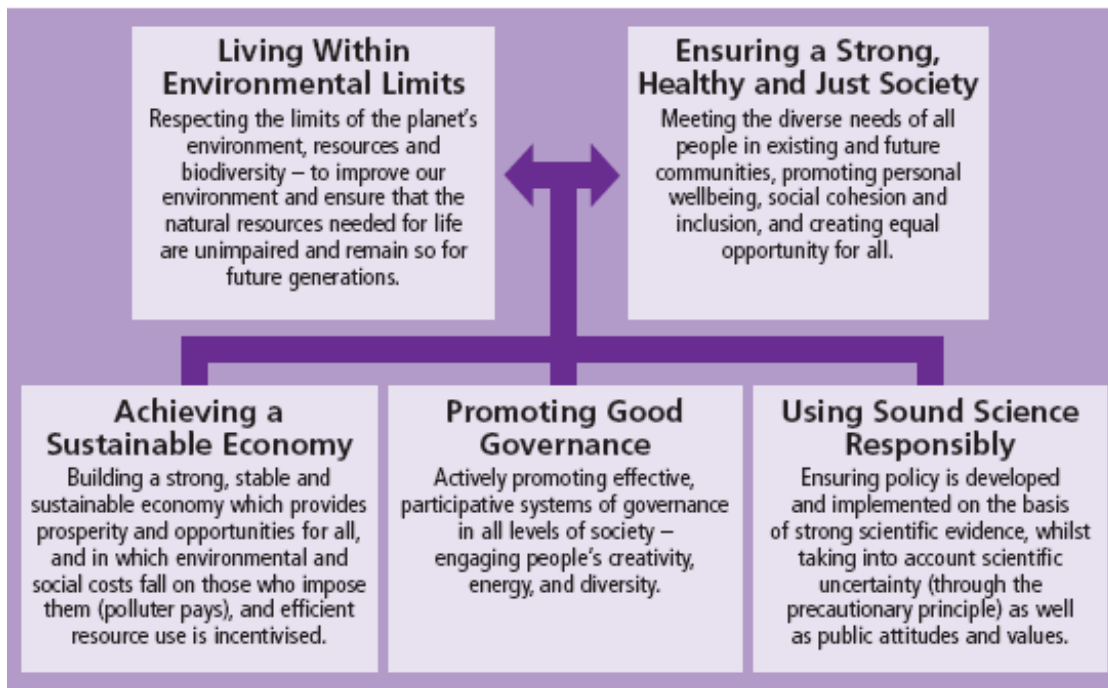 Living Within
Environmental Limits
Respecting the limits of the planet's
environment, resources and
biodiversity – to improve our
environment and ensure that the
natural resources needed for life
are unimpaired and remain so for
future generations.
Ensuring a Strong,
Healthy and Just Society
Meeting the diverse needs of all
people in existing and future
communities, promoting personal
wellbeing, social cohesion and
inclusion, and creating equal
opportunity for all.
Achieving a
Sustainable Economy
Building a strong, stable and
sustainable economy which provides
prosperity and opportunities for all,
and in which environmental and
social costs fall on those who impose
them (polluter pays), and efficient
resource use is incentivised.
Promoting Good
Governance
Actively promoting effective,
participative systems of governance
in all levels of society –
engaging people's creativity,
energy, and diversity.
Using Sound Science
Responsibly
Ensuring policy is developed
and implemented on the basis
of strong scientific evidence, whilst
taking into account scientific
uncertainty (through the
precautionary principle) as well
as public attitudes and values.